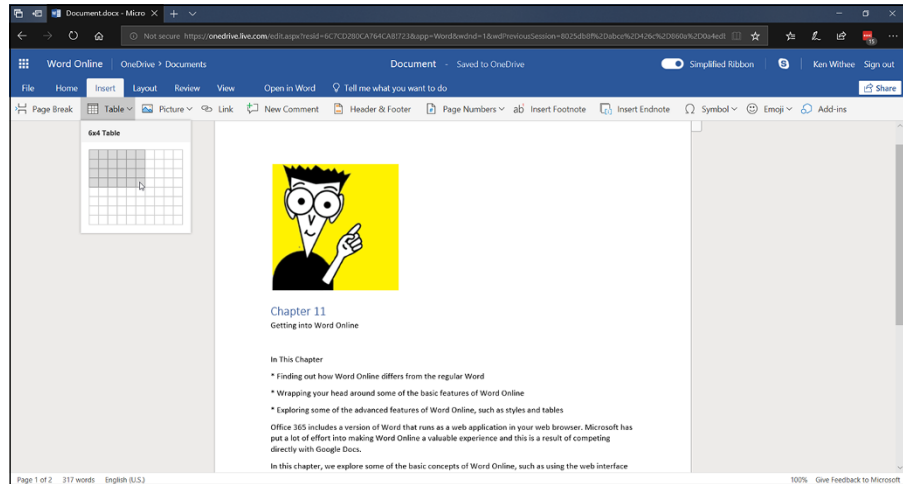 Document.docx - Micro
Not secure https://onedrive.live.com/edit.aspx?resid=6C7CD280CA764CA8!723&app=Word&wdnd=1&wdPreviousSession=
Word Online OneDrive > Documents Document - Saved to OneDrive Simplified Ribbon Ken Withee Sign out
File Home Insert Layout Review View Open in Word Tell me what you want to do Share
Page Break Table Picture Link New Comment Header & Footer Page Numbers Insert Footnote Insert Endnote Symbol Emoji Add-ins
6x4 Table
Chapter 11
Getting into Word Online
In This Chapter
* Finding out how Word Online differs from the regular Word
* Wrapping your head around some of the basic features of Word Online
* Exploring some of the advanced features of Word Online, such as styles and tables
Office 365 includes a version of Word that runs as a web application in your web browser. Microsoft has
put a lot of effort into making Word Online a valuable experience and this is a result of competing
directly with Google Docs.
In this chapter, we explore some of the basic concepts of Word Online, such as using the web interface
Page 1 of 2 317 words English (U.S.) 100% Give Feedback to Microsoft